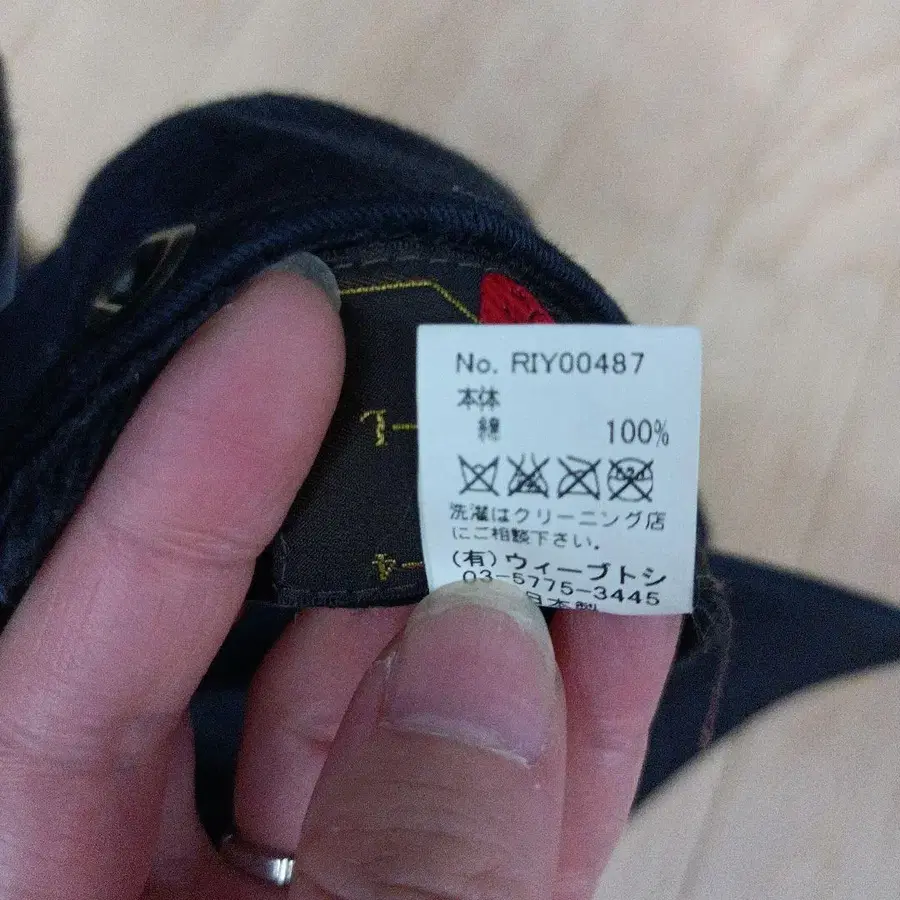 No. RIY00487
本体
綿 100%
洗濯はクリーニング店
にご相談下さい。
(有)ウィーブトシ
03-5775-3445
日本製